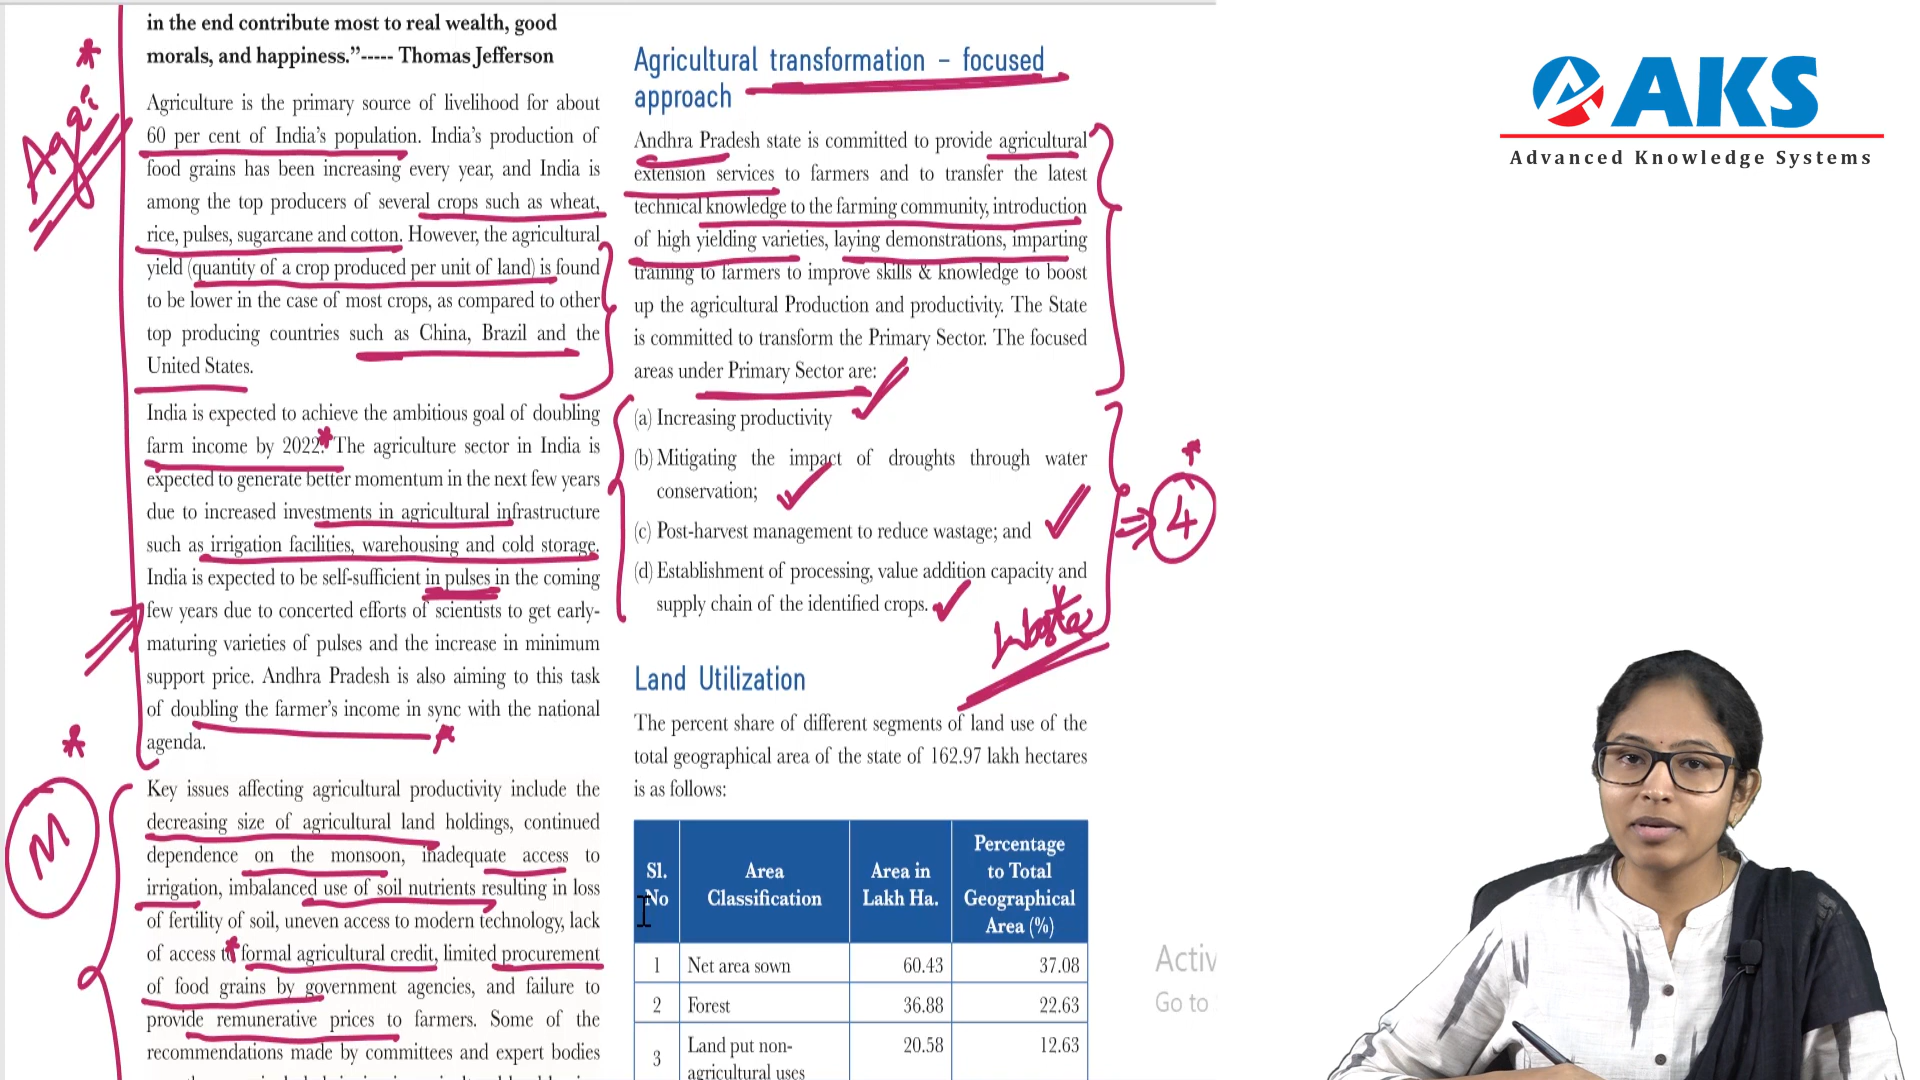 in the end contribute most to real wealth, good
morals, and happiness.”----- Thomas Jefferson
Agriculture is the primary source of livelihood for about
60 per cent of India’s population. India’s production of
food grains has been increasing every year, and India is
among the top producers of several crops such as wheat,
rice, pulses, sugarcane and cotton. However, the agricultural
yield (quantity of a crop produced per unit of land) is found
to be lower in the case of most crops, as compared to other
top producing countries such as China, Brazil and the
United States.
India is expected to achieve the ambitious goal of doubling
farm income by 2022. The agriculture sector in India is
expected to generate better momentum in the next few years
due to increased investments in agricultural infrastructure
such as irrigation facilities, warehousing and cold storage.
India is expected to be self-sufficient in pulses in the coming
few years due to concerted efforts of scientists to get early-
maturing varieties of pulses and the increase in minimum
support price. Andhra Pradesh is also aiming to this task
of doubling the farmer’s income in sync with the national
agenda.
Key issues affecting agricultural productivity include the
decreasing size of agricultural land holdings, continued
dependence on the monsoon, inadequate access to
irrigation, imbalanced use of soil nutrients resulting in loss
of fertility of soil, uneven access to modern technology, lack
of access to formal agricultural credit, limited procurement
of food grains by government agencies, and failure to
provide remunerative prices to farmers. Some of the
recommendations made by committees and expert bodies
Agri
M
Agricultural transformation – focused
approach
Andhra Pradesh state is committed to provide agricultural
extension services to farmers and to transfer the latest
technical knowledge to the farming community, introduction
of high yielding varieties, laying demonstrations, imparting
training to farmers to improve skills & knowledge to boost
up the agricultural Production and productivity. The State
is committed to transform the Primary Sector. The focused
areas under Primary Sector are:
(a) Increasing productivity
(b) Mitigating the impact of droughts through water
conservation;
(c) Post-harvest management to reduce wastage; and
(d) Establishment of processing, value addition capacity and
supply chain of the identified crops.
4
Land Utilization
The percent share of different segments of land use of the
total geographical area of the state of 162.97 lakh hectares
is as follows:
Sl. No Area Classification Area in Lakh Ha. Percentage to Total Geographical Area (%)
1 Net area sown 60.43 37.08
2 Forest 36.88 22.63
3 Land put non-agricultural uses 20.58 12.63
AKS
Advanced Knowledge Systems
Activ
Go to